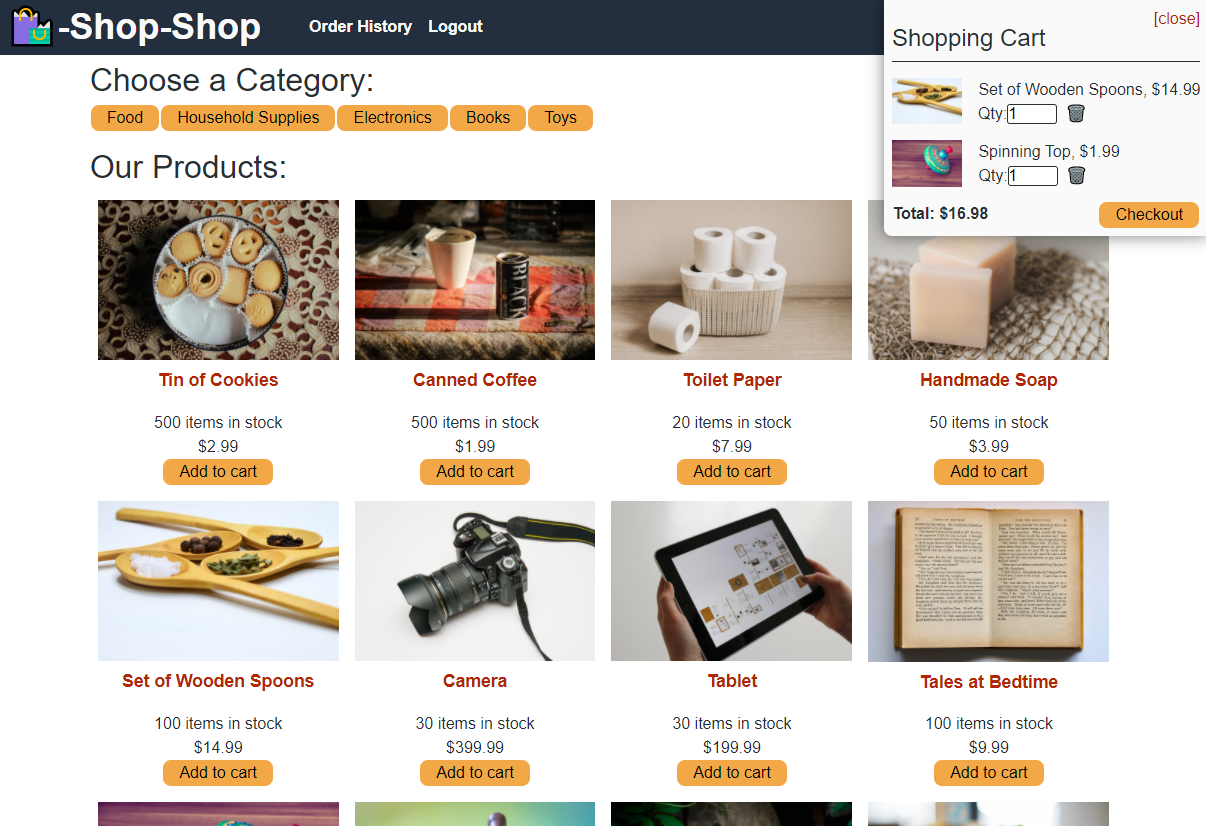 -Shop-Shop
Order History
Logout
[close]
Shopping Cart
Set of Wooden Spoons, $14.99
Qty:1
Spinning Top, $1.99
Qty:1
Total: $16.98
Checkout
Choose a Category:
Food
Household Supplies
Electronics
Books
Toys
Our Products:
BLACK
Tin of Cookies
500 items in stock
$2.99
Add to cart
Canned Coffee
500 items in stock
$1.99
Add to cart
Toilet Paper
20 items in stock
$7.99
Add to cart
Handmade Soap
50 items in stock
$3.99
Add to cart
Set of Wooden Spoons
100 items in stock
$14.99
Add to cart
Camera
30 items in stock
$399.99
Add to cart
Tablet
30 items in stock
$199.99
Add to cart
Tales at Bedtime
100 items in stock
$9.99
Add to cart